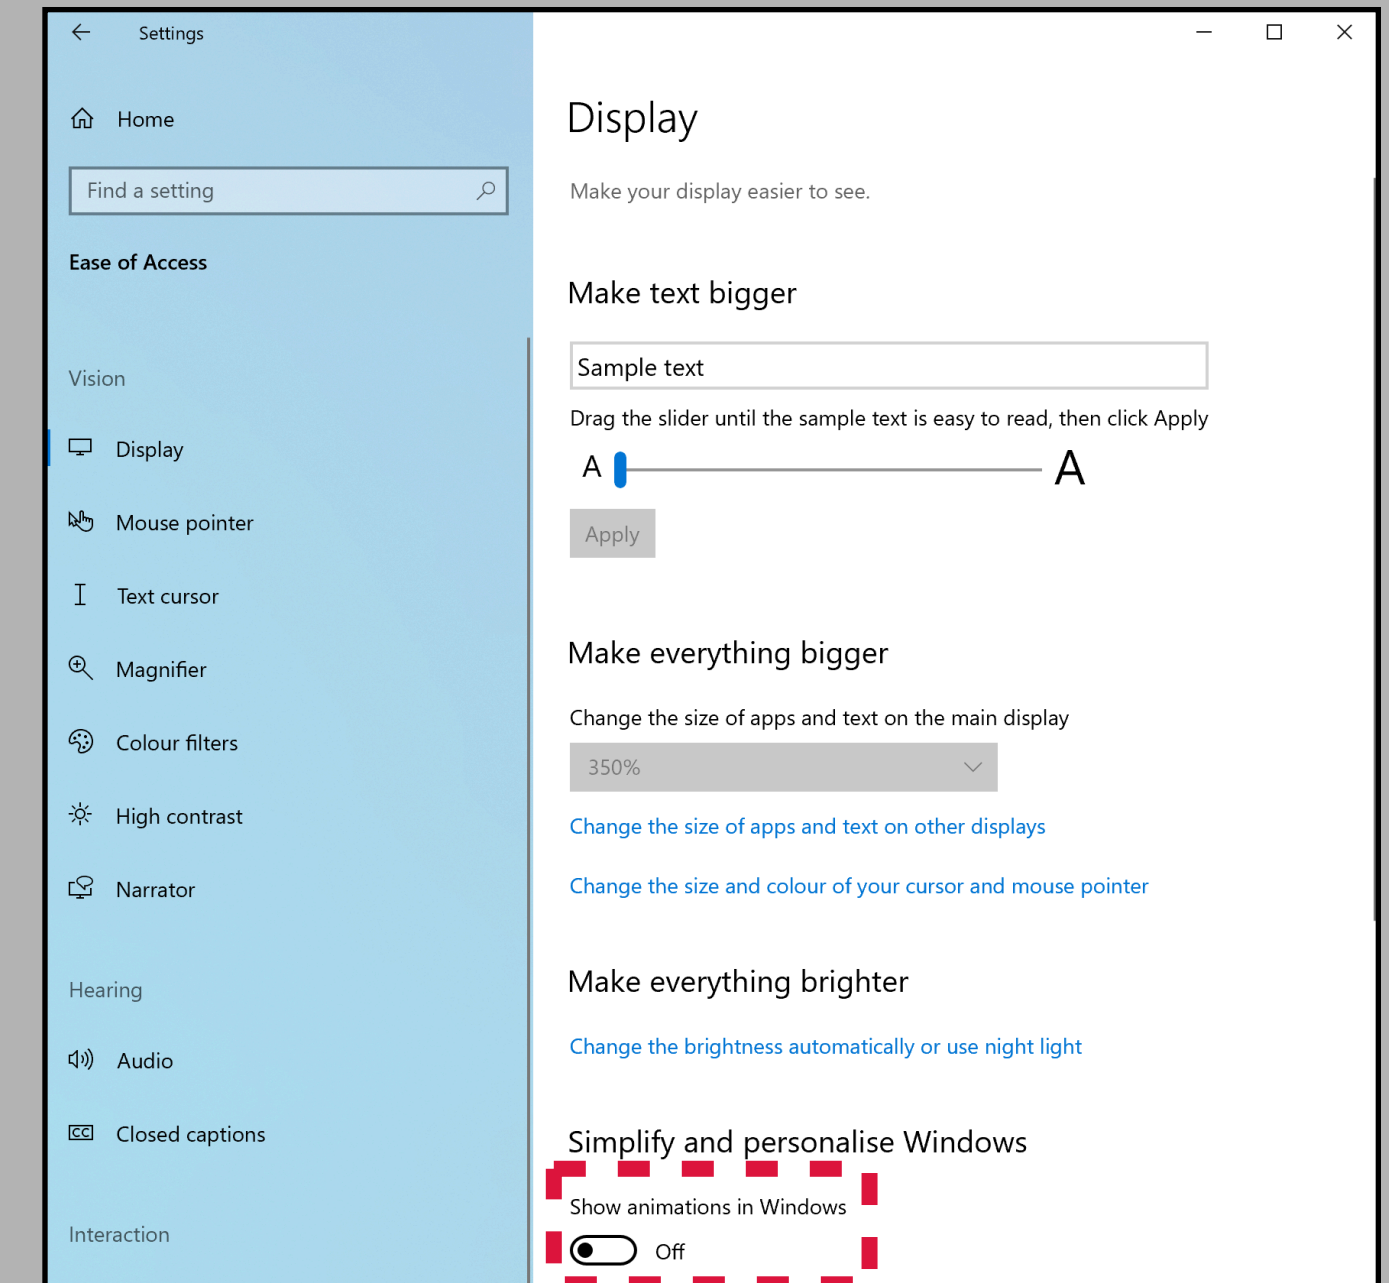 Settings
Home
Find a setting
Ease of Access
Vision
Display
Mouse pointer
Text cursor
Magnifier
Colour filters
High contrast
Narrator
Hearing
Audio
CC
Closed captions
Interaction
Display
Make your display easier to see.
Make text bigger
Sample text
Drag the slider until the sample text is easy to read, then click Apply
A A
Apply
Make everything bigger
Change the size of apps and text on the main display
350%
Change the size of apps and text on other displays
Change the size and colour of your cursor and mouse pointer
Make everything brighter
Change the brightness automatically or use night light
Simplify and personalise Windows
Show animations in Windows
Off